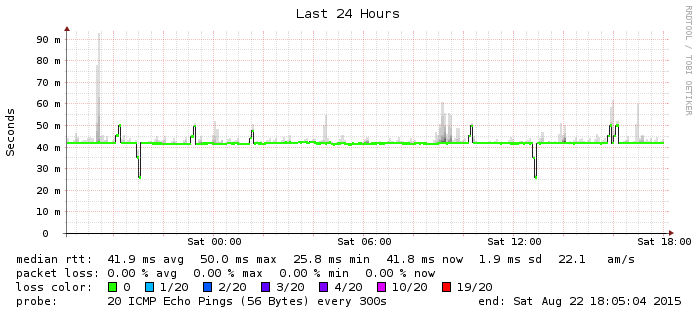 Last 24 Hours
RRDTOOL / TOBI OETIKER
Seconds
90 m
80 m
70 m
60 m
50 m
40 m
30 m
20 m
10 m
0
Sat 00:00 Sat 06:00 Sat 12:00 Sat 18:00
median rtt: 41.9 ms avg 50.0 ms max 25.8 ms min 41.8 ms now 1.9 ms sd 22.1 am/s
packet loss: 0.00 % avg 0.00 % max 0.00 % min 0.00 % now
loss color: 0 1/20 2/20 3/20 4/20 10/20 19/20
probe: 20 ICMP Echo Pings (56 Bytes) every 300s end: Sat Aug 22 18:05:04 2015